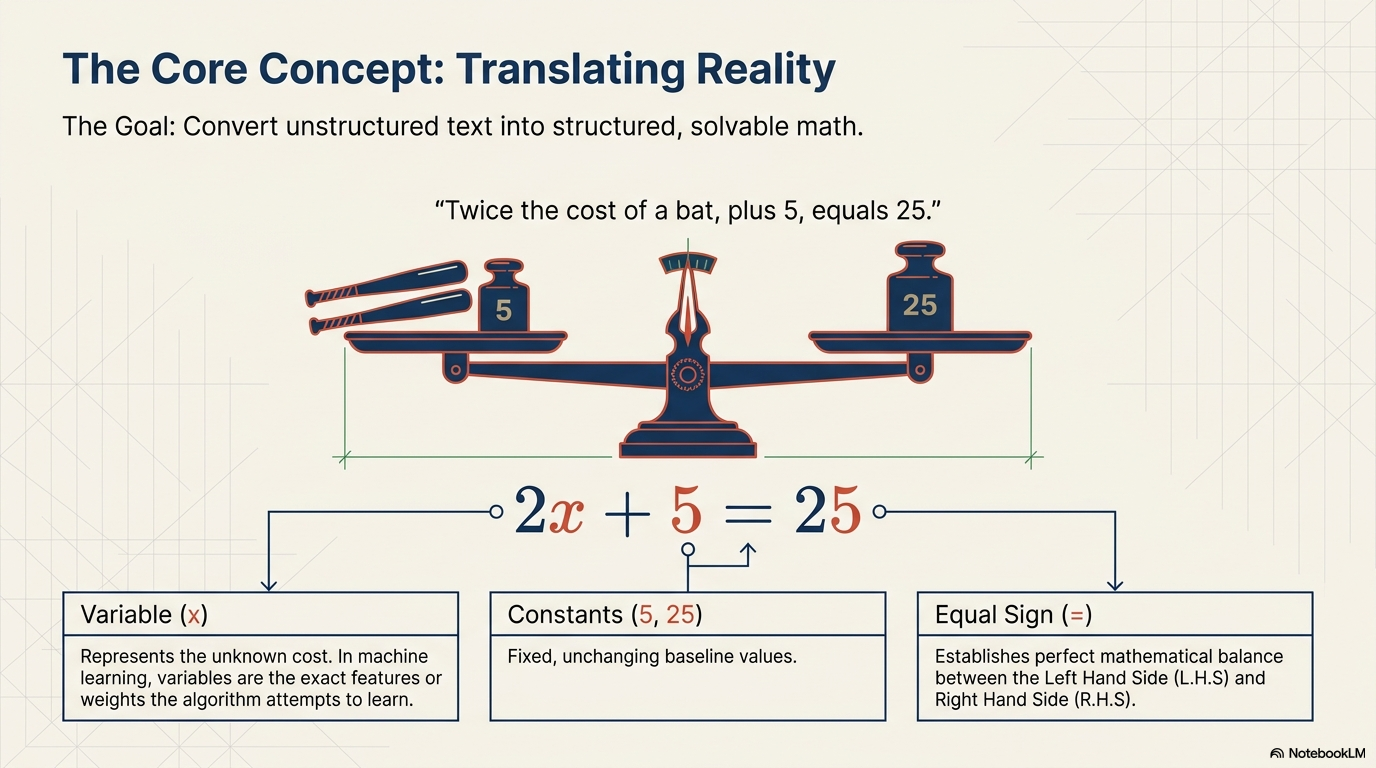 The Core Concept: Translating Reality
The Goal: Convert unstructured text into structured, solvable math.
“Twice the cost of a bat, plus 5, equals 25.”
5
25
2x + 5 = 25
Variable (x)
Represents the unknown cost. In machine
learning, variables are the exact features or
weights the algorithm attempts to learn.
Constants (5, 25)
Fixed, unchanging baseline values.
Equal Sign (=)
Establishes perfect mathematical balance
between the Left Hand Side (L.H.S) and
Right Hand Side (R.H.S).
NotebookLM